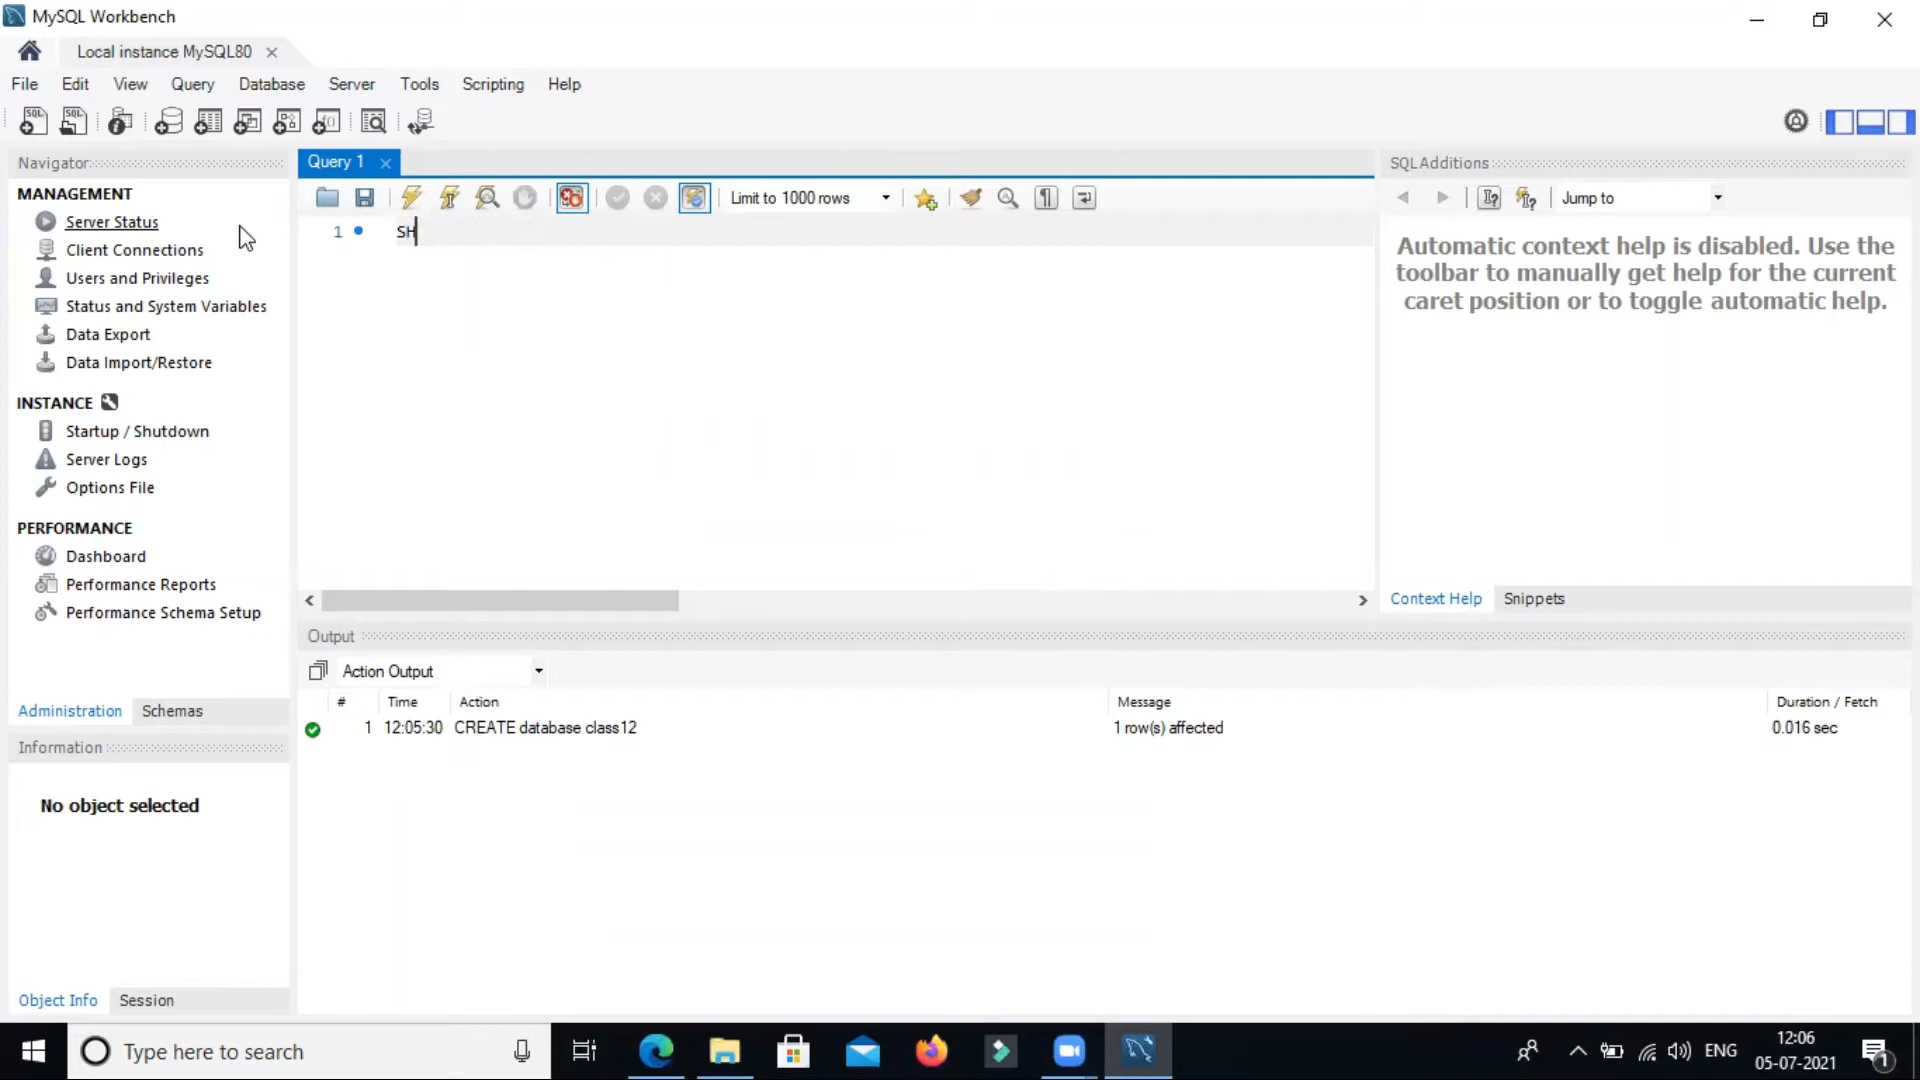 MySQL Workbench
Local instance MySQL80
File Edit View Query Database Server Tools Scripting Help
Navigator
MANAGEMENT
Server Status
Client Connections
Users and Privileges
Status and System Variables
Data Export
Data Import/Restore
INSTANCE
Startup / Shutdown
Server Logs
Options File
PERFORMANCE
Dashboard
Performance Reports
Performance Schema Setup
Administration Schemas
Information
No object selected
Object Info Session
Query 1
Limit to 1000 rows
1 SH
SQLAdditions
Jump to
Automatic context help is disabled. Use the
toolbar to manually get help for the current
caret position or to toggle automatic help.
Context Help Snippets
Output
Action Output
# Time Action Message Duration / Fetch
1 12:05:30 CREATE database class12 1 row(s) affected 0.016 sec
Type here to search
ENG
12:06
05-07-2021
1